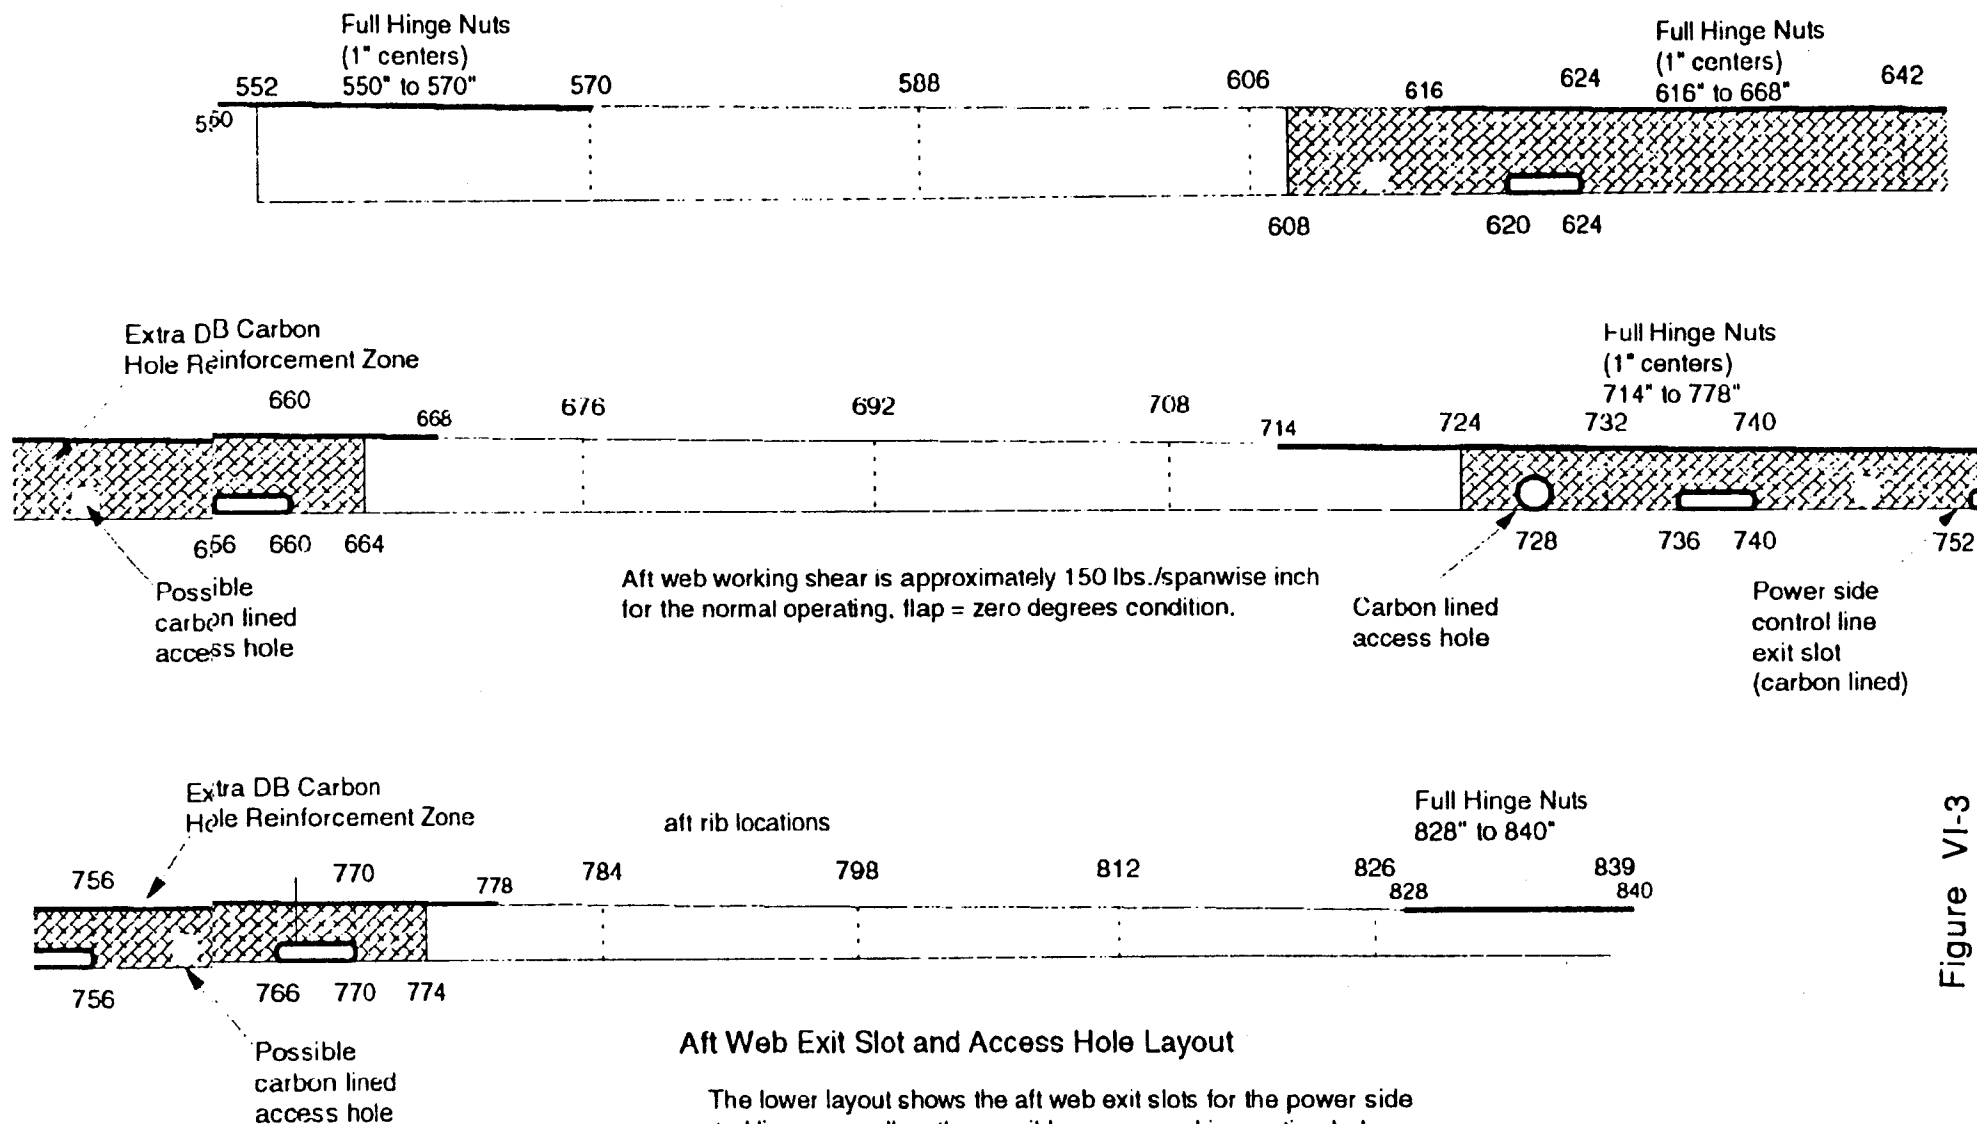 Full Hinge Nuts
(1" centers)
550" to 570"
Full Hinge Nuts
(1" centers)
616" to 668"
552 570 588 606 616 624 642
550
608 620 624
Extra DB Carbon
Hole Reinforcement Zone
Full Hinge Nuts
(1" centers)
714" to 778"
660 668 676 692 708 714 724 732 740
656 660 664 728 736 740 752
Possible
carbon lined
access hole
Aft web working shear is approximately 150 lbs./spanwise inch
for the normal operating, flap = zero degrees condition.
Carbon lined
access hole
Power side
control line
exit slot
(carbon lined)
Extra DB Carbon
Hole Reinforcement Zone
aft rib locations
Full Hinge Nuts
828" to 840"
756 770 778 784 798 812 826 828 839 840
756 766 770 774
Possible
carbon lined
access hole
Figure VI-3
Aft Web Exit Slot and Access Hole Layout
The lower layout shows the aft web exit slots for the power side